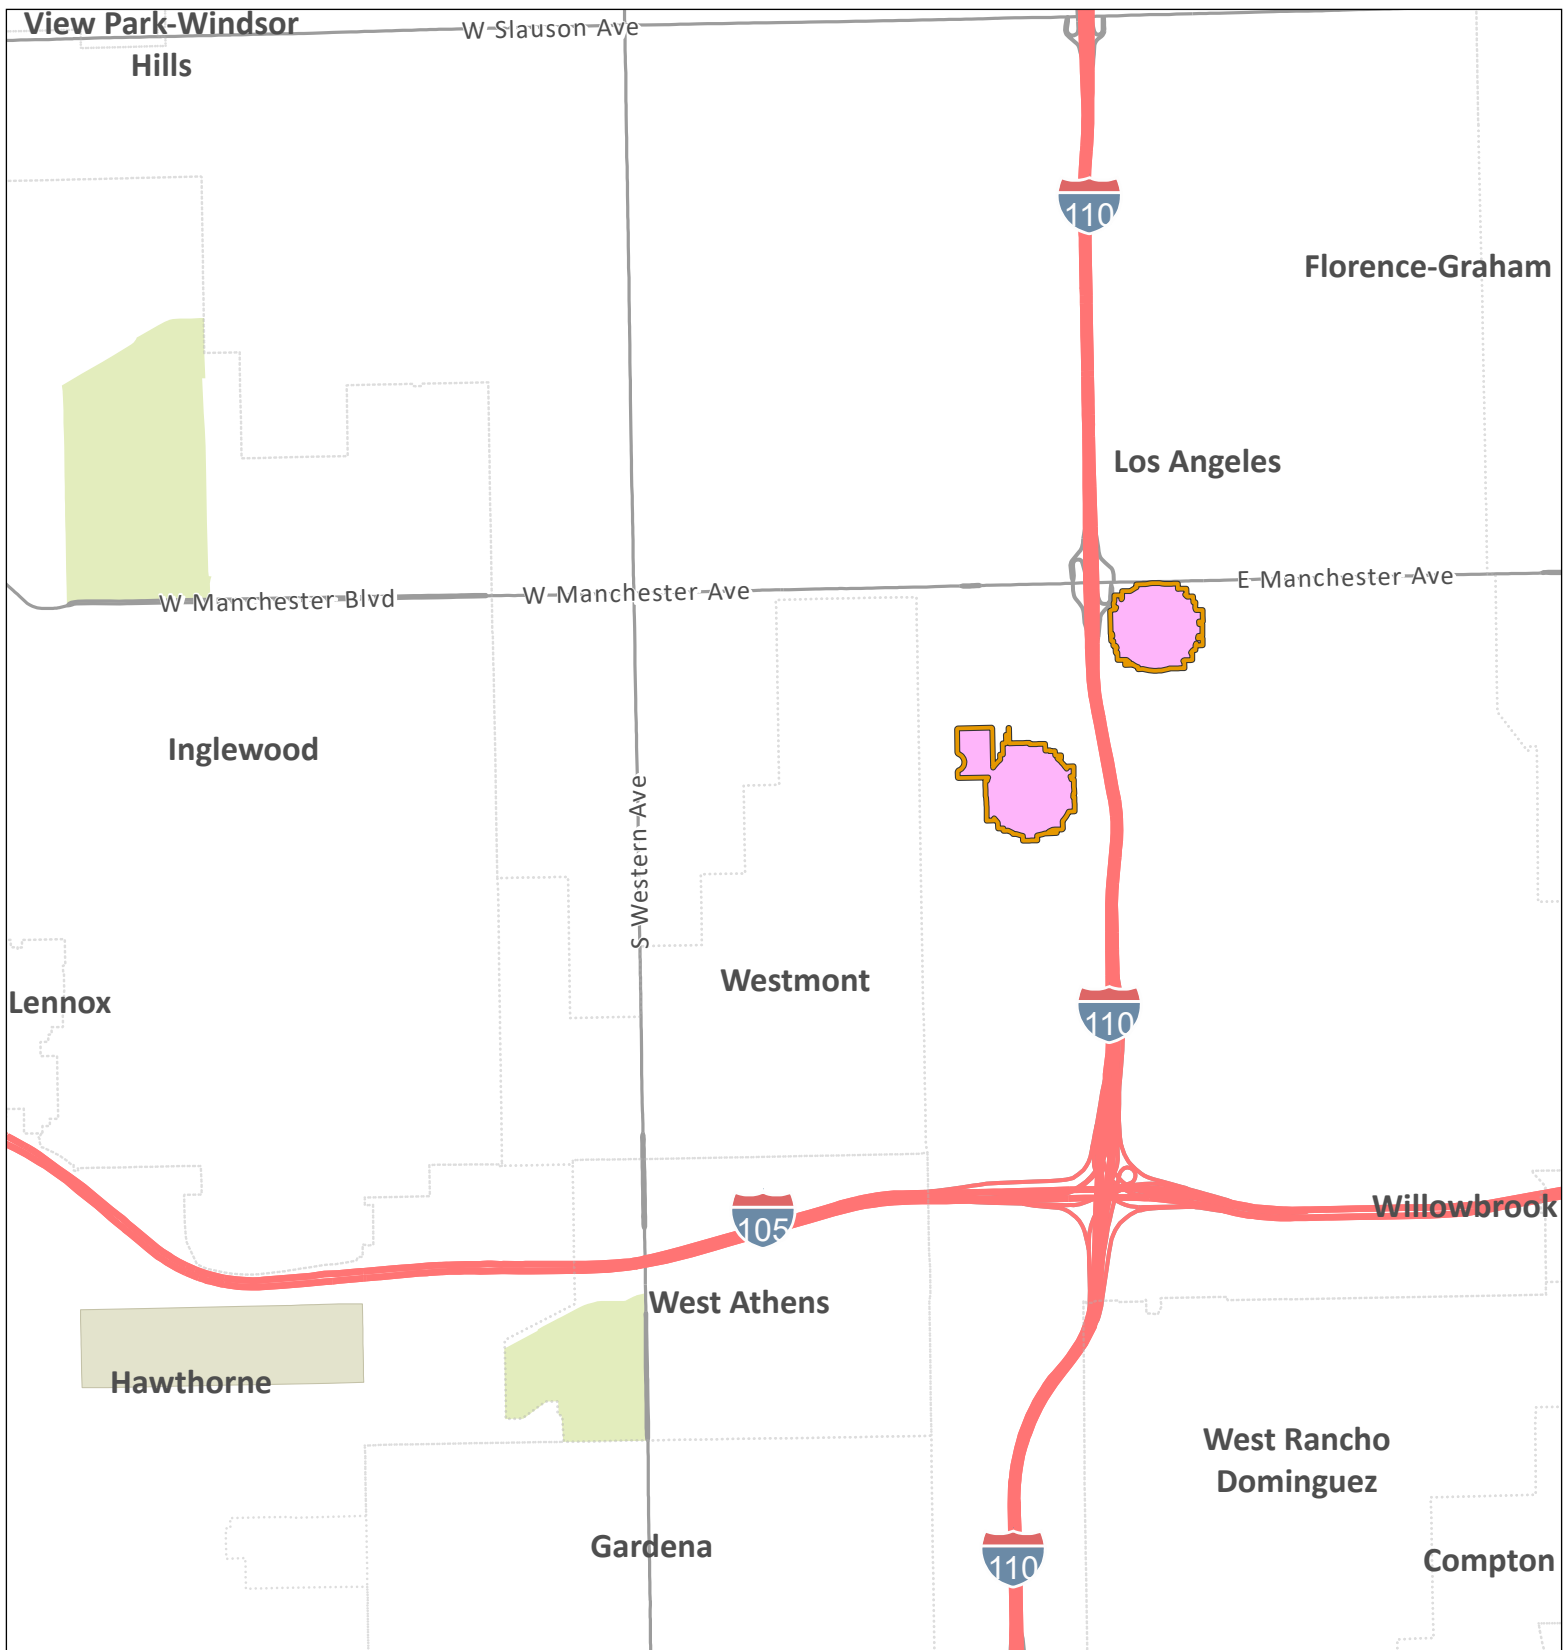 View Park-Windsor
Hills
W Slauson Ave
110
Florence-Graham
Los Angeles
W Manchester Blvd
W Manchester Ave
E Manchester Ave
Inglewood
S Western Ave
Westmont
Lennox
110
105
Willowbrook
West Athens
Hawthorne
West Rancho
Dominguez
Gardena
110
Compton